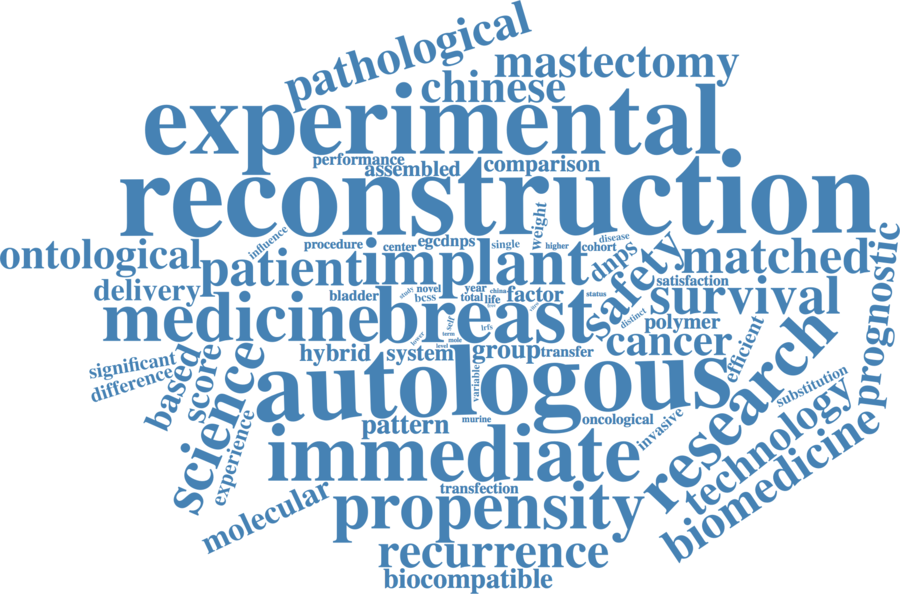 pathological
mastectomy
chinese
experimental
performance
assembled
comparison
reconstruction
weight
influence
procedure
center
egcdnps
single
higher
cohort
disease
ontological
patient
implant
dnps
safety
matched
prognostic
satisfaction
delivery
bladder
study
novel
bcss
year
total
china
life
factor
status
survival
medicine
breast
self
lrfs
distinct
polymer
cancer
efficient
lower
term
mole
level
hybrid
system
group
transfer
significant
difference
based
score
science
variable
autologous
research
substitution
murine
oncological
invasive
pattern
experience
technology
immediate
biomedicine
molecular
transfection
propensity
recurrence
biocompatible